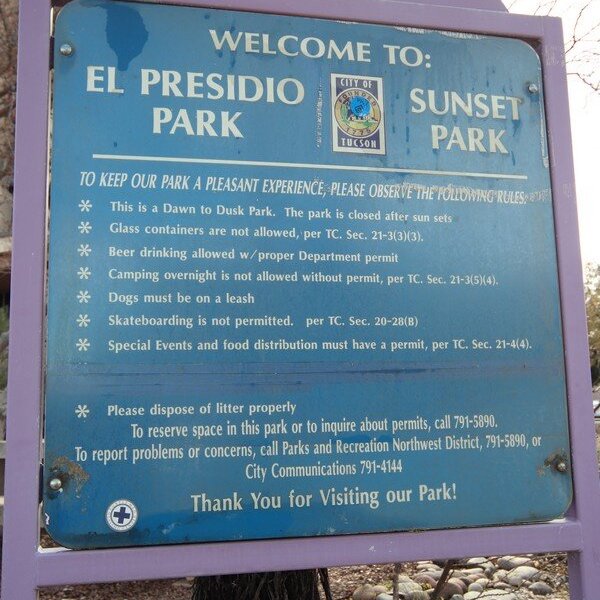 WELCOME TO:
EL PRESIDIO PARK
CITY OF
TUCSON
SUNSET PARK
TO KEEP OUR PARK A PLEASANT EXPERIENCE, PLEASE OBSERVE THE FOLLOWING RULES:
* This is a Dawn to Dusk Park. The park is closed after sun sets
* Glass containers are not allowed, per TC. Sec. 21-3(3)(3).
* Beer drinking allowed w/proper Department permit
* Camping overnight is not allowed without permit, per TC. Sec. 21-3(5)(4).
* Dogs must be on a leash
* Skateboarding is not permitted. per TC. Sec. 20-28(B)
* Special Events and food distribution must have a permit, per TC. Sec. 21-4(4).
* Please dispose of litter properly
To reserve space in this park or to inquire about permits, call 791-5890.
To report problems or concerns, call Parks and Recreation Northwest District, 791-5890, or
City Communications 791-4144
Thank You for Visiting our Park!